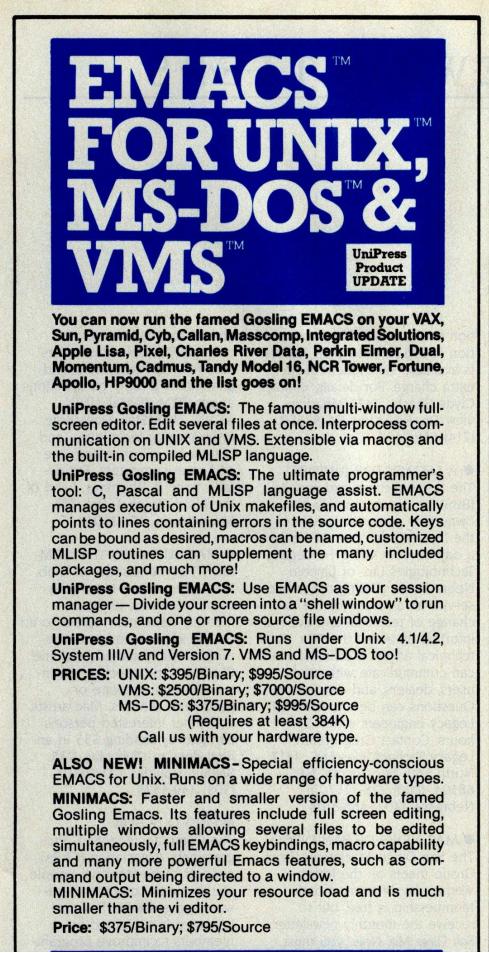 EMACS™
FOR UNIX,™
MS-DOS™ &
VMS™
UniPress
Product
UPDATE
You can now run the famed Gosling EMACS on your VAX,
Sun, Pyramid, Cyb, Callan, Masscomp, Integrated Solutions,
Apple Lisa, Pixel, Charles River Data, Perkin Elmer, Dual,
Momentum, Cadmus, Tandy Model 16, NCR Tower, Fortune,
Apollo, HP9000 and the list goes on!
UniPress Gosling EMACS: The famous multi-window full-
screen editor. Edit several files at once. Interprocess com-
munication on UNIX and VMS. Extensible via macros and
the built-in compiled MLISP language.
UniPress Gosling EMACS: The ultimate programmer's
tool: C, Pascal and MLISP language assist. EMACS
manages execution of Unix makefiles, and automatically
points to lines containing errors in the source code. Keys
can be bound as desired, macros can be named, customized
MLISP routines can supplement the many included
packages, and much more!
UniPress Gosling EMACS: Use EMACS as your session
manager — Divide your screen into a "shell window" to run
commands, and one or more source file windows.
UniPress Gosling EMACS: Runs under Unix 4.1/4.2,
System III/V and Version 7. VMS and MS-DOS too!
PRICES: UNIX: $395/Binary; $995/Source
VMS: $2500/Binary; $7000/Source
MS-DOS: $375/Binary; $995/Source
(Requires at least 384K)
Call us with your hardware type.
ALSO NEW! MINIMACS-Special efficiency-conscious
EMACS for Unix. Runs on a wide range of hardware types.
MINIMACS: Faster and smaller version of the famed
Gosling Emacs. Its features include full screen editing,
multiple windows allowing several files to be edited
simultaneously, full EMACS keybindings, macro capability
and many more powerful Emacs features, such as com-
mand output being directed to a window.
MINIMACS: Minimizes your resource load and is much
smaller than the vi editor.
Price: $375/Binary; $795/Source